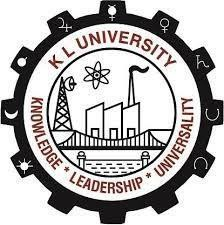 K L UNIVERSITY
KNOWLEDGE * LEADERSHIP * UNIVERSALITY